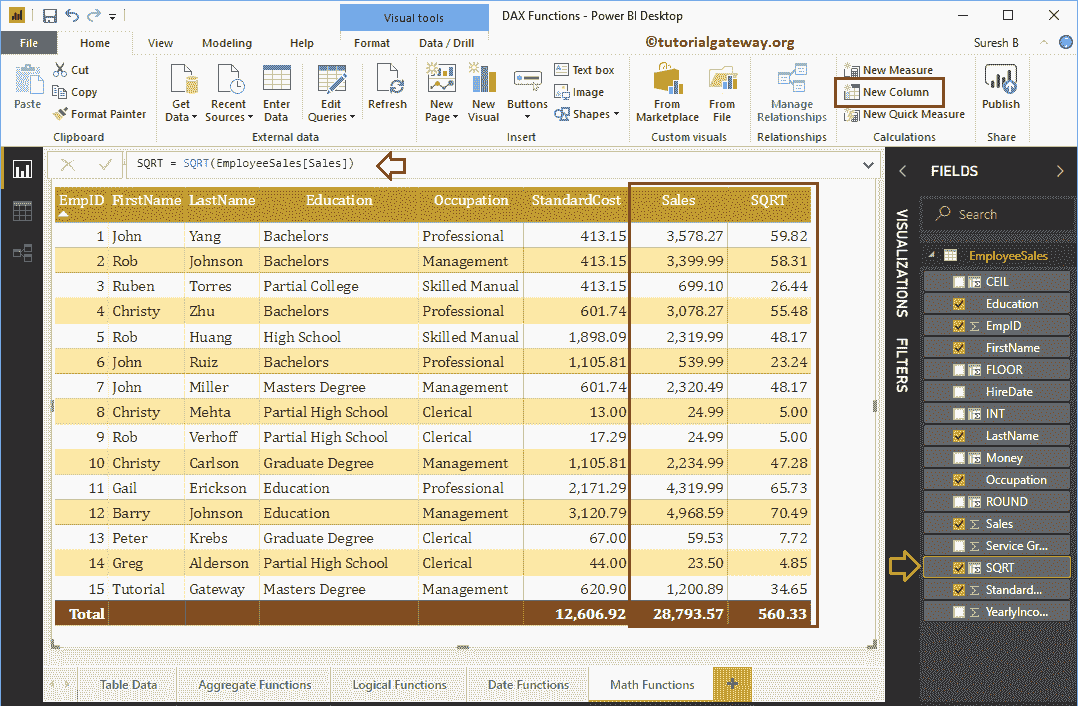 Visual tools
DAX Functions - Power BI Desktop
File
Home
View
Modeling
Help
Format
Data / Drill
©tutorialgateway.org
Suresh B
Paste
Cut
Copy
Format Painter
Clipboard
Get Data
Recent Sources
Enter Data
Edit Queries
Refresh
External data
New Page
New Visual
Buttons
Text box
Image
Shapes
Insert
From Marketplace
From File
Custom visuals
Manage Relationships
Relationships
New Measure
New Column
New Quick Measure
Calculations
Publish
Share
SQRT = SQRT(EmployeeSales[Sales])
EmpID FirstName LastName Education Occupation StandardCost Sales SQRT
1 John Yang Bachelors Professional 413.15 3,578.27 59.82
2 Rob Johnson Bachelors Management 413.15 3,399.99 58.31
3 Ruben Torres Partial College Skilled Manual 413.15 699.10 26.44
4 Christy Zhu Bachelors Professional 601.74 3,078.27 55.48
5 Rob Huang High School Skilled Manual 1,898.09 2,319.99 48.17
6 John Ruiz Bachelors Professional 1,105.81 539.99 23.24
7 John Miller Masters Degree Management 601.74 2,320.49 48.17
8 Christy Mehta Partial High School Clerical 13.00 24.99 5.00
9 Rob Verhoff Partial High School Clerical 17.29 24.99 5.00
10 Christy Carlson Graduate Degree Management 1,105.81 2,234.99 47.28
11 Gail Erickson Education Professional 2,171.29 4,319.99 65.73
12 Barry Johnson Education Management 3,120.79 4,968.59 70.49
13 Peter Krebs Graduate Degree Clerical 67.00 59.53 7.72
14 Greg Alderson Partial High School Clerical 44.00 23.50 4.85
15 Tutorial Gateway Masters Degree Management 620.90 1,200.89 34.65
Total 12,606.92 28,793.57 560.33
VISUALIZATIONS
FILTERS
FIELDS
Search
EmployeeSales
CEIL
Education
EmpID
FirstName
FLOOR
HireDate
INT
LastName
Money
Occupation
ROUND
Sales
Service Gr...
SQRT
Standard...
YearlyInco...
Table Data
Aggregate Functions
Logical Functions
Date Functions
Math Functions